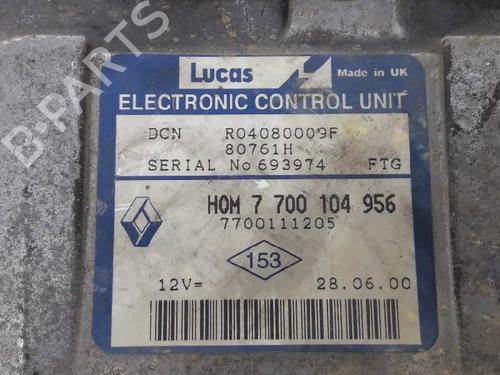 Lucas Made in UK
ELECTRONIC CONTROL UNIT
DCN R04080009F
80761H
SERIAL No 693974 FTG
HOM 7 700 104 956
7700111205
153
12V= 28.06.00